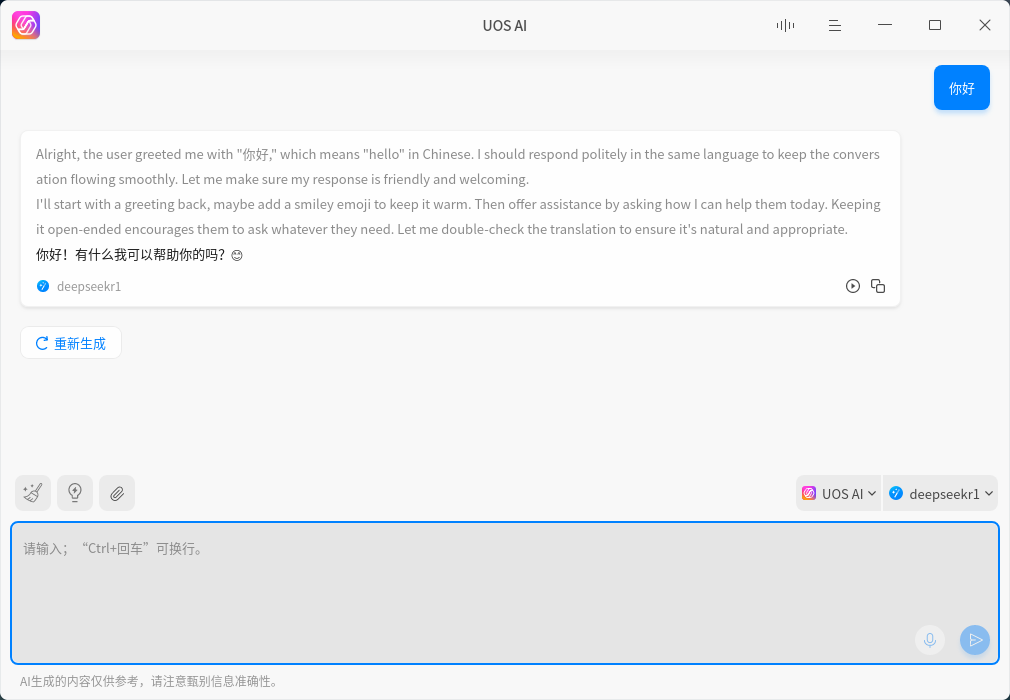 UOS AI
你好
Alright, the user greeted me with "你好," which means "hello" in Chinese. I should respond politely in the same language to keep the convers
ation flowing smoothly. Let me make sure my response is friendly and welcoming.
I'll start with a greeting back, maybe add a smiley emoji to keep it warm. Then offer assistance by asking how I can help them today. Keeping
it open-ended encourages them to ask whatever they need. Let me double-check the translation to ensure it's natural and appropriate.
你好！有什么我可以帮助你的吗？😊
deepseekr1
重新生成
UOS AI
deepseekr1
请输入；“Ctrl+回车”可换行。
AI生成的内容仅供参考，请注意甄别信息准确性。